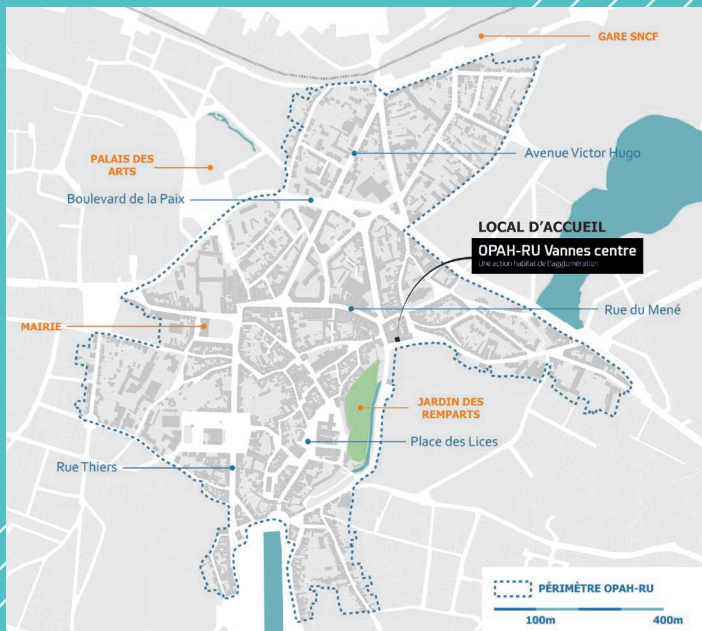 GARE SNCF
PALAIS DES
ARTS
Avenue Victor Hugo
Boulevard de la Paix
LOCAL D'ACCUEIL
OPAH-RU Vannes centre
Une action habitat de l'agglomération
Rue du Mené
MAIRIE
JARDIN DES
REMPARTS
Place des Lices
Rue Thiers
PÉRIMÈTRE OPAH-RU
100m 400m